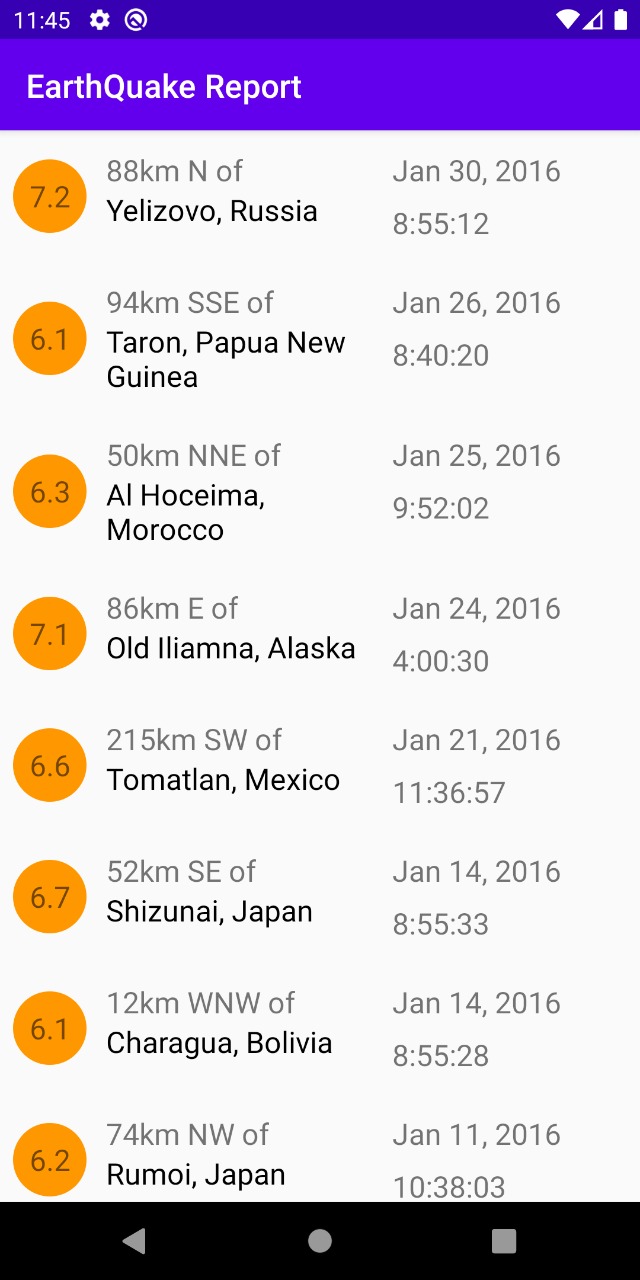 11:45
EarthQuake Report
7.2
88km N of
Yelizovo, Russia
Jan 30, 2016
8:55:12
6.1
94km SSE of
Taron, Papua New
Guinea
Jan 26, 2016
8:40:20
6.3
50km NNE of
Al Hoceima,
Morocco
Jan 25, 2016
9:52:02
7.1
86km E of
Old Iliamna, Alaska
Jan 24, 2016
4:00:30
6.6
215km SW of
Tomatlan, Mexico
Jan 21, 2016
11:36:57
6.7
52km SE of
Shizunai, Japan
Jan 14, 2016
8:55:33
6.1
12km WNW of
Charagua, Bolivia
Jan 14, 2016
8:55:28
6.2
74km NW of
Rumoi, Japan
Jan 11, 2016
10:38:03